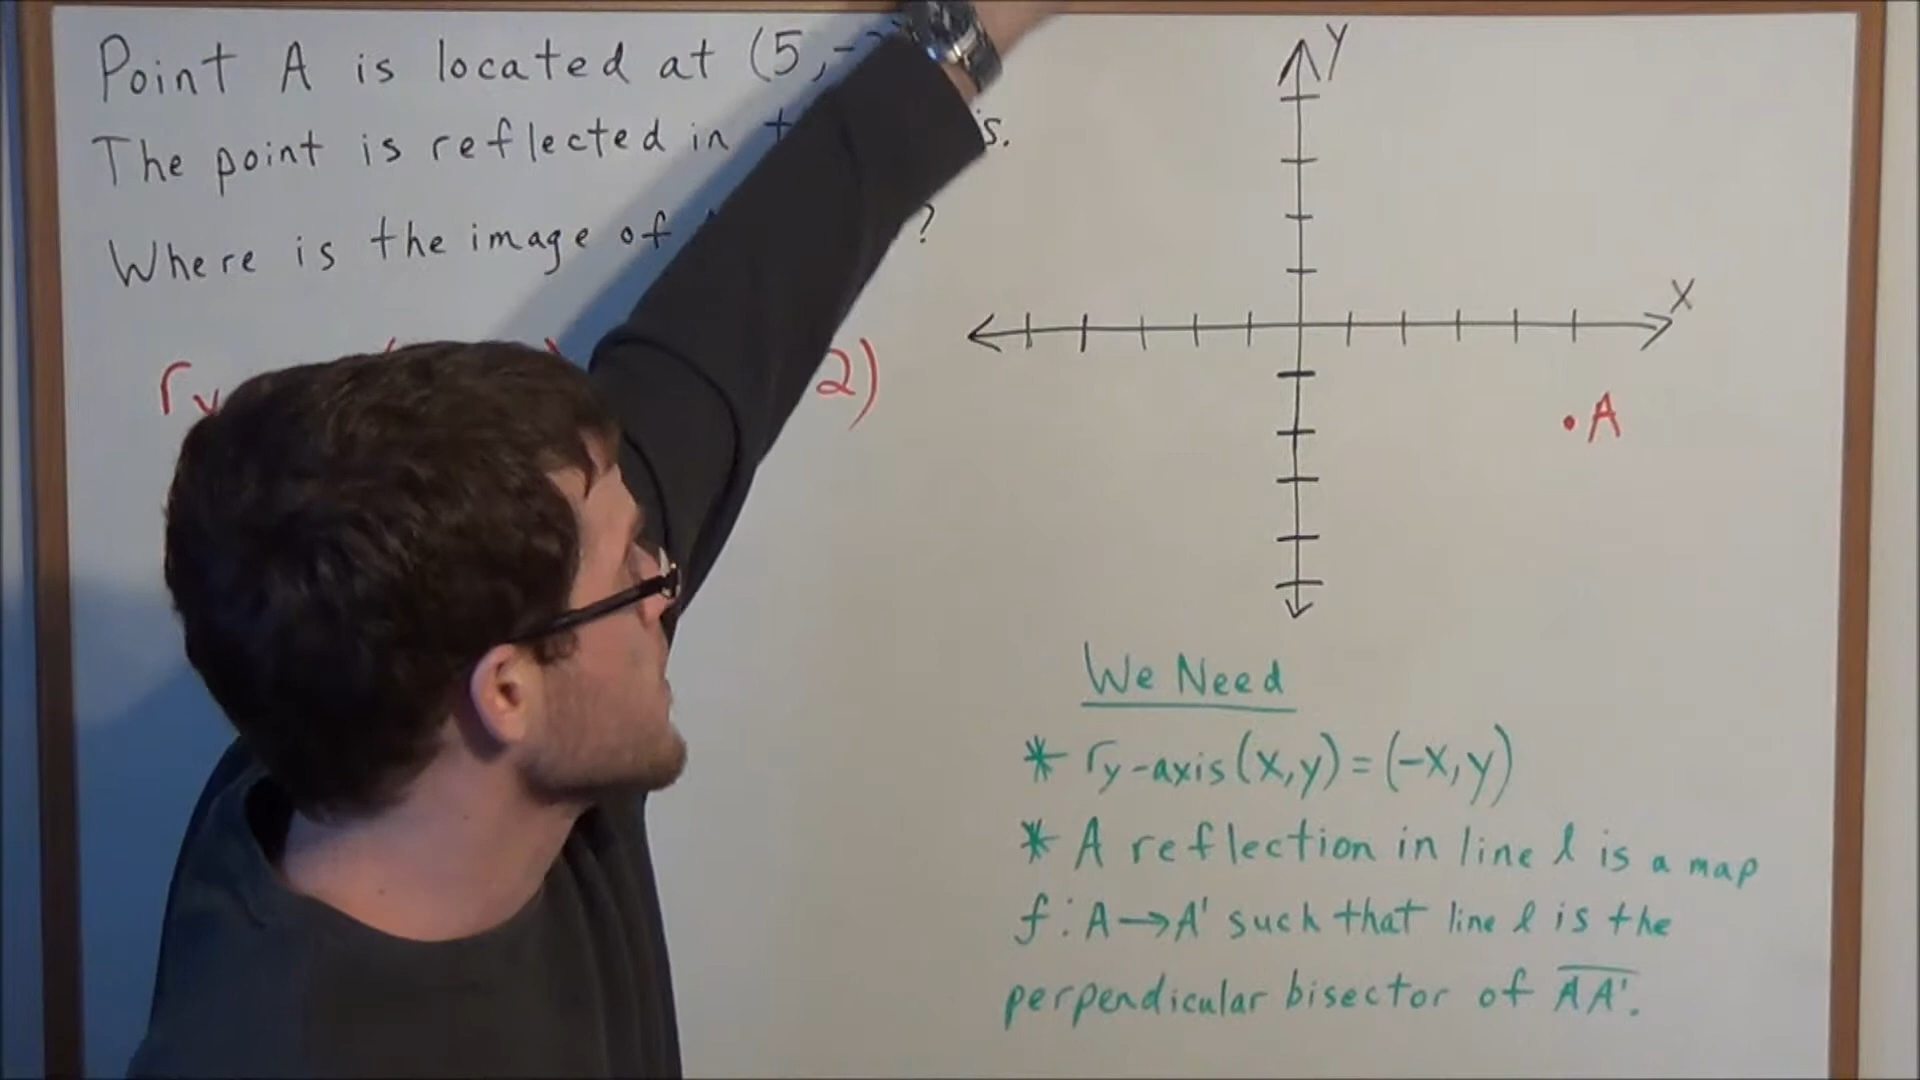 Point A is located at (5,-
The point is reflected in
Where is the image of ?
r 2)
Y
X
A
We Need
* ry-axis(x,y)=(-x,y)
* A reflection in line l is a map
f:A→A' such that line l is the
perpendicular bisector of AA'.